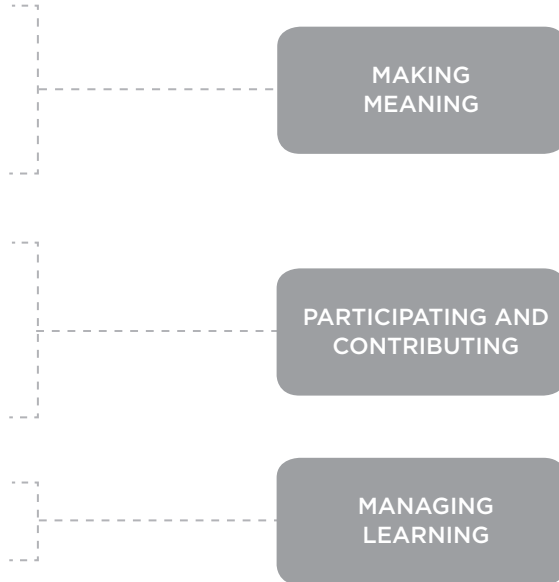 MAKING
MEANING
PARTICIPATING AND
CONTRIBUTING
MANAGING
LEARNING